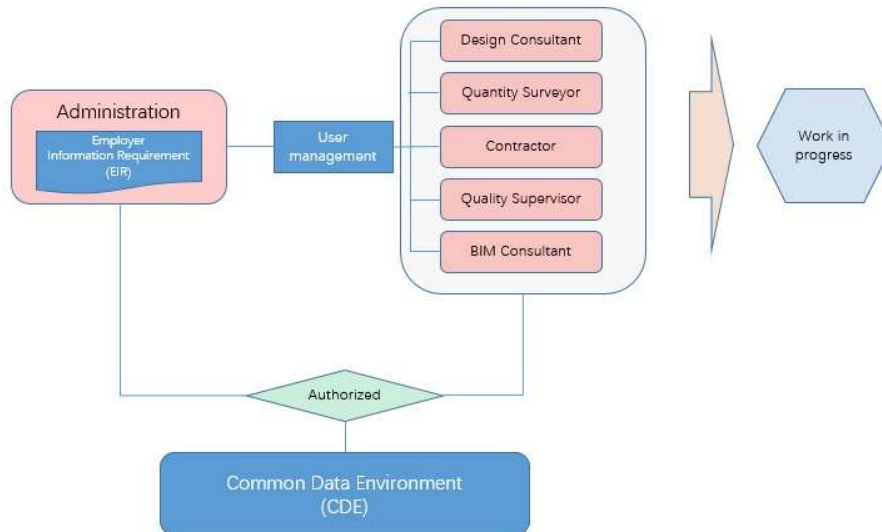 Administration
Employer
Information Requirement
(EIR)
User
management
Design Consultant
Quantity Surveyor
Contractor
Quality Supervisor
BIM Consultant
Work in
progress
Authorized
Common Data Environment
(CDE)